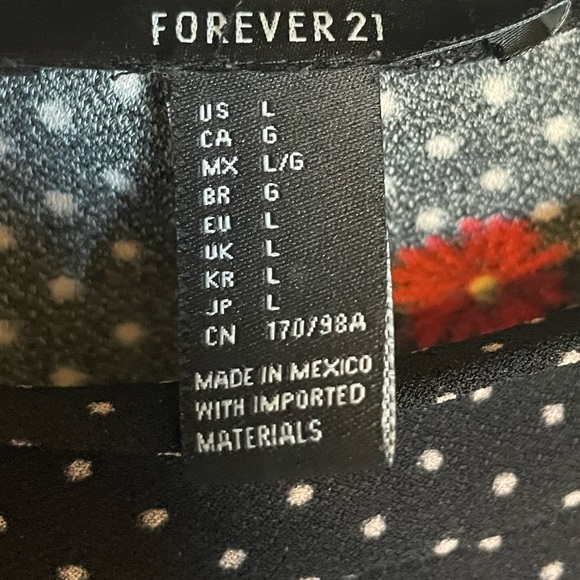 FOREVER 21
US L
CA G
MX L/G
BR G
EU L
UK L
KR L
JP L
CN 170/98A
MADE IN MEXICO
WITH IMPORTED
MATERIALS